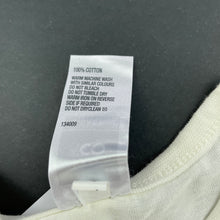 100% COTTON
WARM MACHINE WASH
WITH SIMILAR COLOURS
DO NOT BLEACH
DO NOT TUMBLE DRY
WARM IRON ON REVERSE
SIDE IF REQUIRED
DO NOT DRYCLEAN
134009